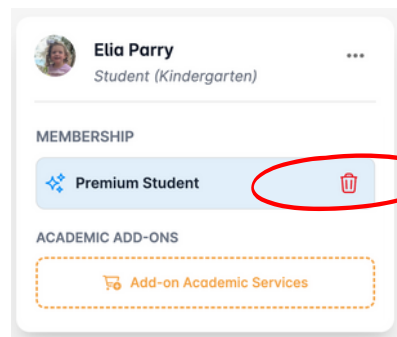 Elia Parry
Student (Kindergarten)
MEMBERSHIP
Premium Student
ACADEMIC ADD-ONS
Add-on Academic Services